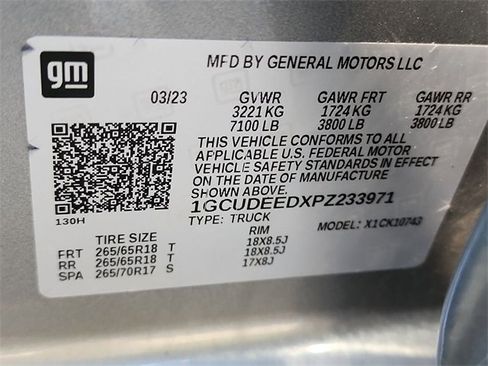 gm
MFD BY GENERAL MOTORS LLC
03/23 GVWR GAWR FRT GAWR RR
3221 KG 1724 KG 1724 KG
7100 LB 3800 LB 3800 LB
THIS VEHICLE CONFORMS TO ALL
APPLICABLE U.S. FEDERAL MOTOR
VEHICLE SAFETY STANDARDS IN EFFECT
ON THE DATE OF MANUFACTURE
SHOWN ABOVE.
1GCUDEEDXPZ233971
130H
TYPE: TRUCK MODEL: X1CK10743
TIRE SIZE RIM
FRT 265/65R18 T 18X8.5J
RR 265/65R18 T 18X8.5J
SPA 265/70R17 S 17X8J